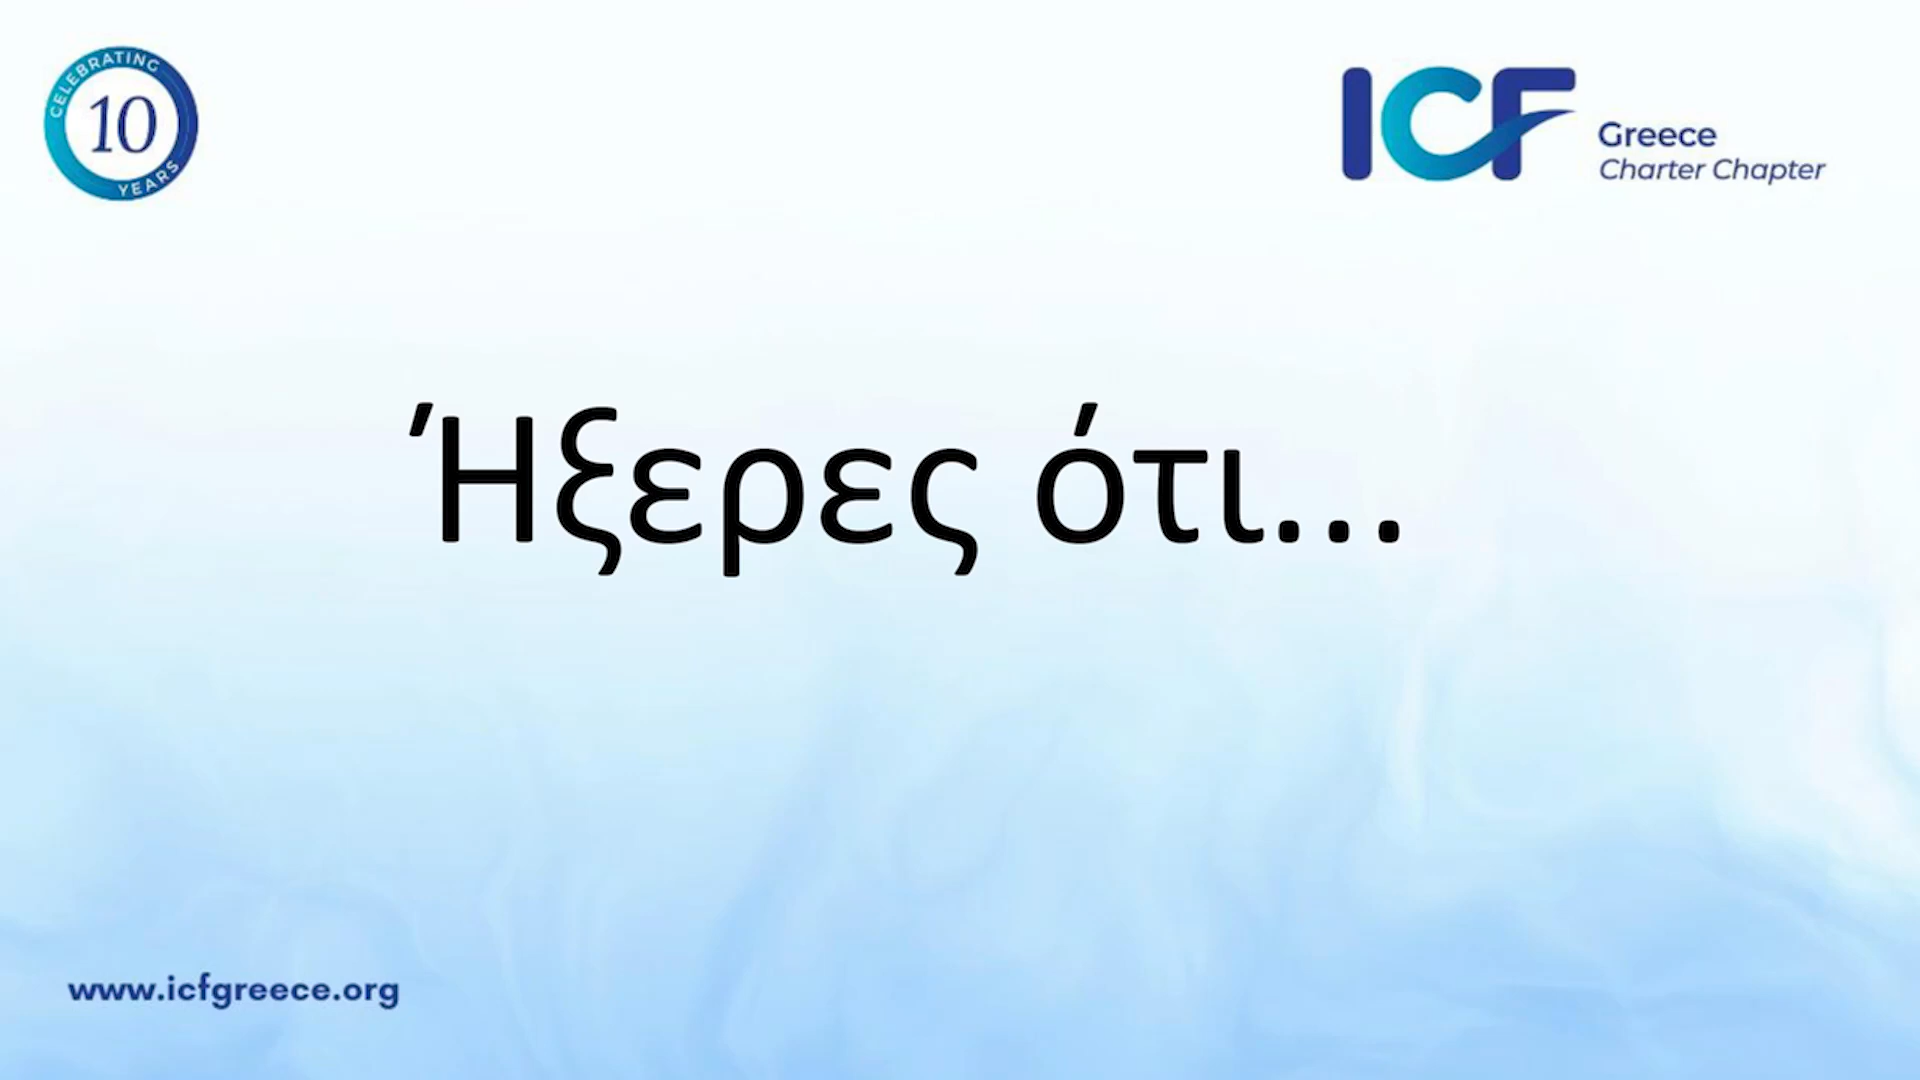 CELEBRATING
10
YEARS
ICF
Greece
Charter Chapter
Ήξερες ότι...
www.icfgreece.org